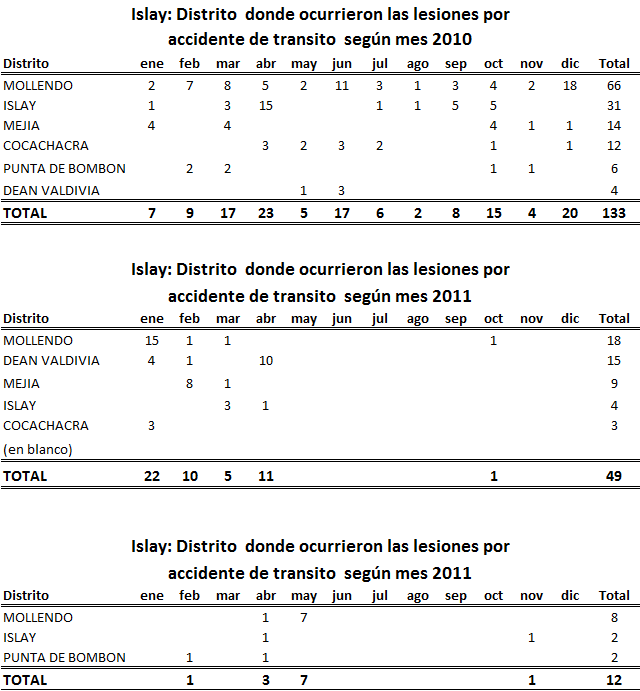 Islay: Distrito donde ocurrieron las lesiones por
accidente de transito según mes 2010
Distrito ene feb mar abr may jun jul ago sep oct nov dic Total
MOLLENDO 2 7 8 5 2 11 3 1 3 4 2 18 66
ISLAY 1 3 15 1 1 5 5 31
MEJIA 4 4 4 1 1 14
COCACHACRA 3 2 3 2 1 1 12
PUNTA DE BOMBON 2 2 1 1 6
DEAN VALDIVIA 1 3 4
TOTAL 7 9 17 23 5 17 6 2 8 15 4 20 133
Islay: Distrito donde ocurrieron las lesiones por
accidente de transito según mes 2011
Distrito ene feb mar abr may jun jul ago sep oct nov dic Total
MOLLENDO 15 1 1 1 18
DEAN VALDIVIA 4 1 10 15
MEJIA 8 1 9
ISLAY 3 1 4
COCACHACRA 3 3
(en blanco)
TOTAL 22 10 5 11 1 49
Islay: Distrito donde ocurrieron las lesiones por
accidente de transito según mes 2011
Distrito ene feb mar abr may jun jul ago sep oct nov dic Total
MOLLENDO 1 7 8
ISLAY 1 1 2
PUNTA DE BOMBON 1 1 2
TOTAL 1 3 7 1 12